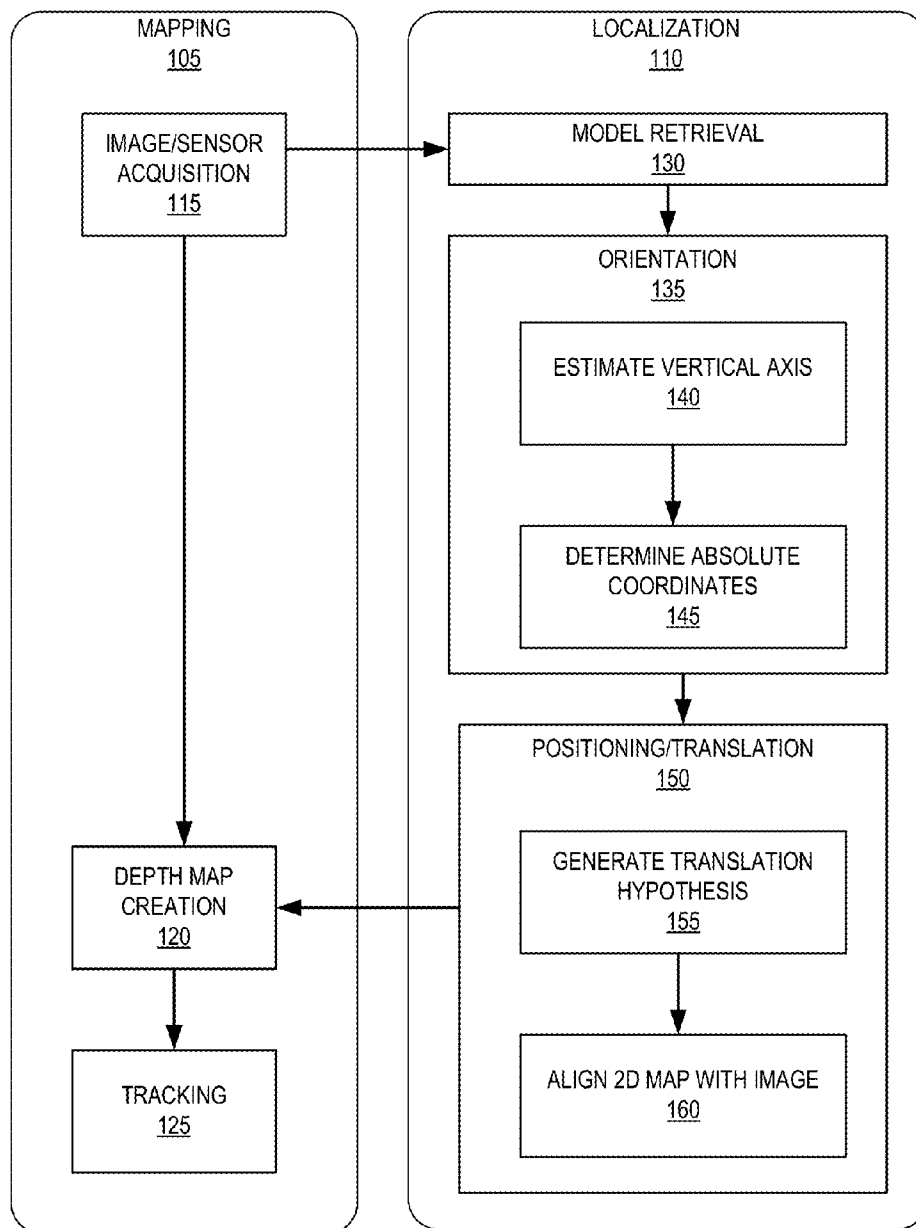 MAPPING
105
IMAGE/SENSOR
ACQUISITION
115
DEPTH MAP
CREATION
120
TRACKING
125
LOCALIZATION
110
MODEL RETRIEVAL
130
ORIENTATION
135
ESTIMATE VERTICAL AXIS
140
DETERMINE ABSOLUTE
COORDINATES
145
POSITIONING/TRANSLATION
150
GENERATE TRANSLATION
HYPOTHESIS
155
ALIGN 2D MAP WITH IMAGE
160